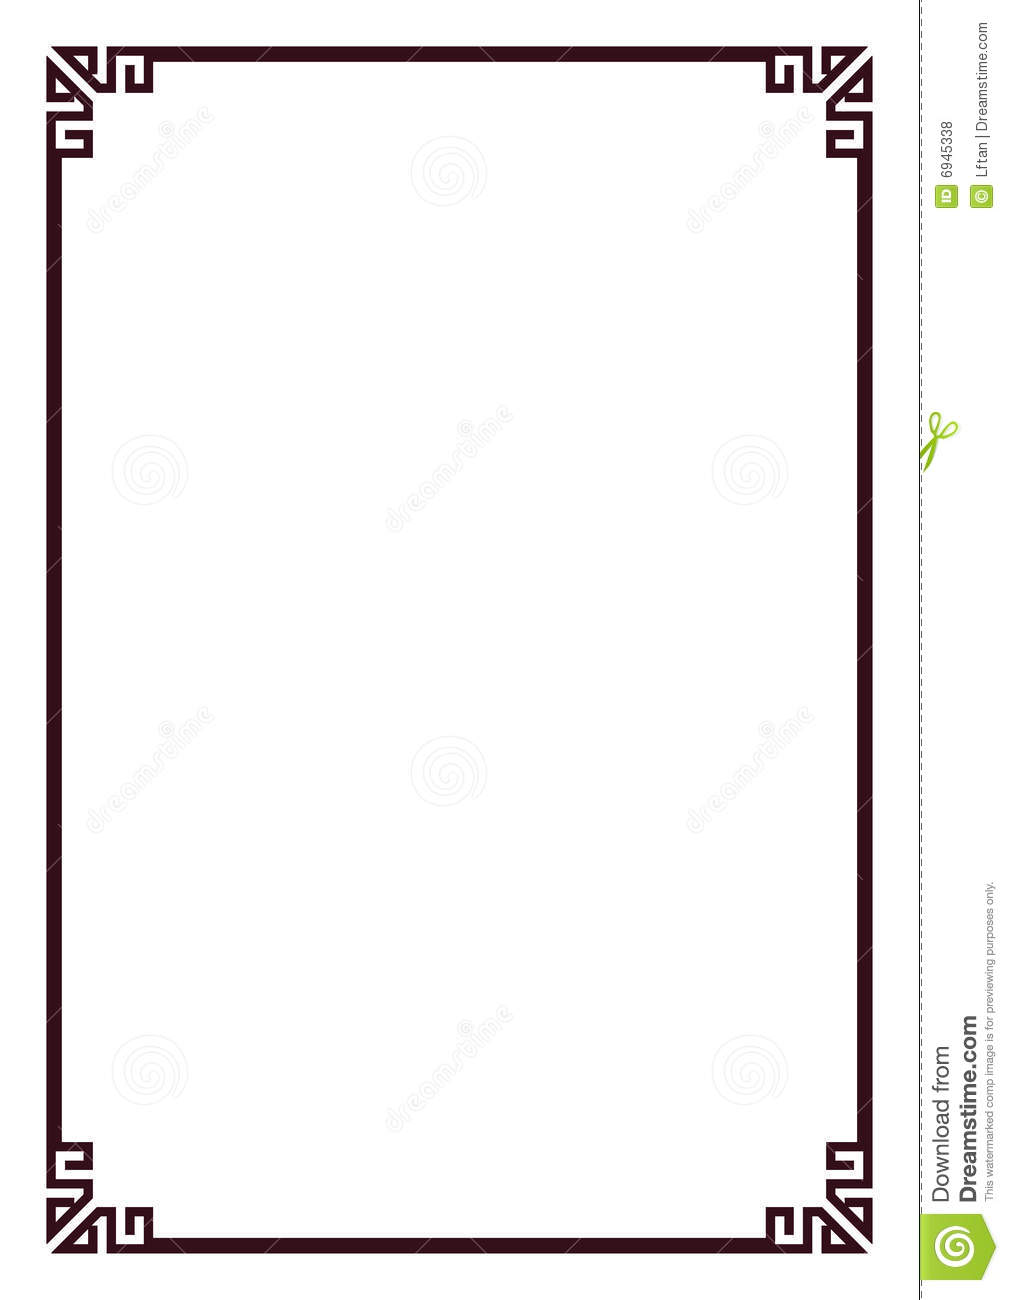 ID 6945338
© Lftan | Dreamstime.com
Download from
Dreamstime.com
This watermarked comp image is for previewing purposes only.
dreamstime
dreamstime
dreamstime
dreamstime
dreamstime
dreamstime